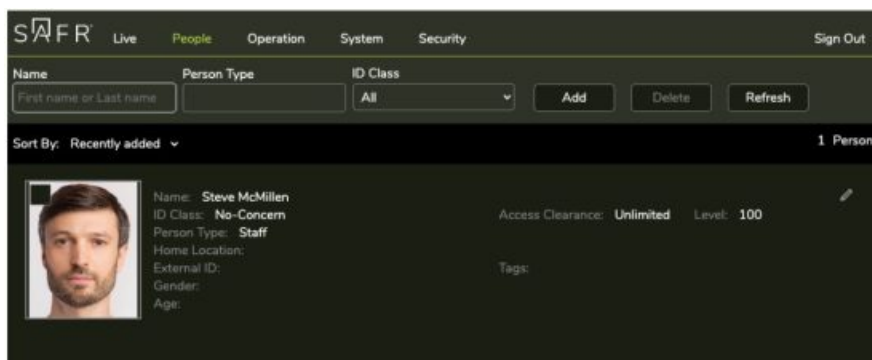 SAFR Live People Operation System Security Sign Out
Name Person Type ID Class
First name or Last name All Add Delete Refresh
Sort By: Recently added 1 Person
Name: Steve McMillen
ID Class: No-Concern Access Clearance: Unlimited Level: 100
Person Type: Staff
Home Location:
External ID: Tags:
Gender:
Age: